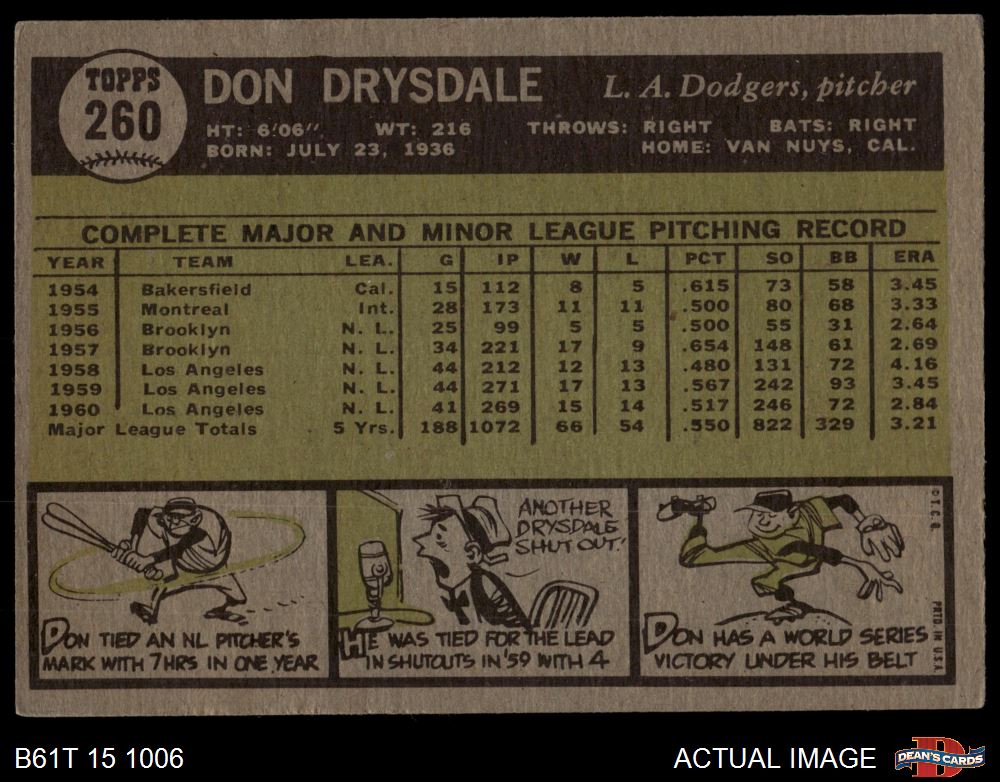 TOPPS
260
DON DRYSDALE L. A. Dodgers, pitcher
HT: 6'06" WT: 216 THROWS: RIGHT BATS: RIGHT
BORN: JULY 23, 1936 HOME: VAN NUYS, CAL.
COMPLETE MAJOR AND MINOR LEAGUE PITCHING RECORD
YEAR TEAM LEA. G IP W L PCT SO BB ERA
1954 Bakersfield Cal. 15 112 8 5 .615 73 58 3.45
1955 Montreal Int. 28 173 11 11 .500 80 68 3.33
1956 Brooklyn N. L. 25 99 5 5 .500 55 31 2.64
1957 Brooklyn N. L. 34 221 17 9 .654 148 61 2.69
1958 Los Angeles N. L. 44 212 12 13 .480 131 72 4.16
1959 Los Angeles N. L. 44 271 17 13 .567 242 93 3.45
1960 Los Angeles N. L. 41 269 15 14 .517 246 72 2.84
Major League Totals 5 Yrs. 188 1072 66 54 .550 822 329 3.21
DON TIED AN NL PITCHER'S
MARK WITH 7 HRS IN ONE YEAR
ANOTHER
DRYSDALE
SHUT OUT!
HE WAS TIED FOR THE LEAD
IN SHUTOUTS IN '59 WITH 4
DON HAS A WORLD SERIES
VICTORY UNDER HIS BELT
© T. C. G.
PRTD IN U.S.A.
B61T 15 1006 ACTUAL IMAGE
D
DEAN'S CARDS